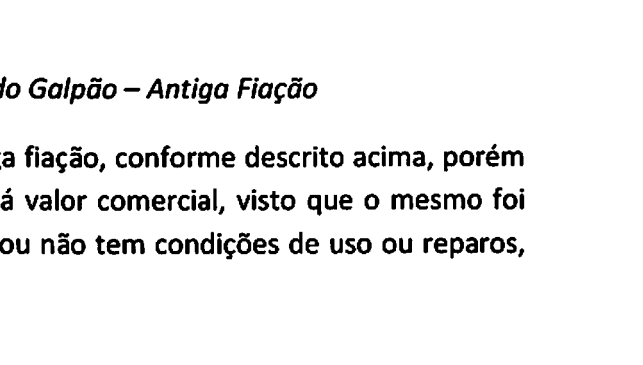 do Galpão – Antiga Fiação
fiação, conforme descrito acima, porém
á valor comercial, visto que o mesmo foi
ou não tem condições de uso ou reparos,